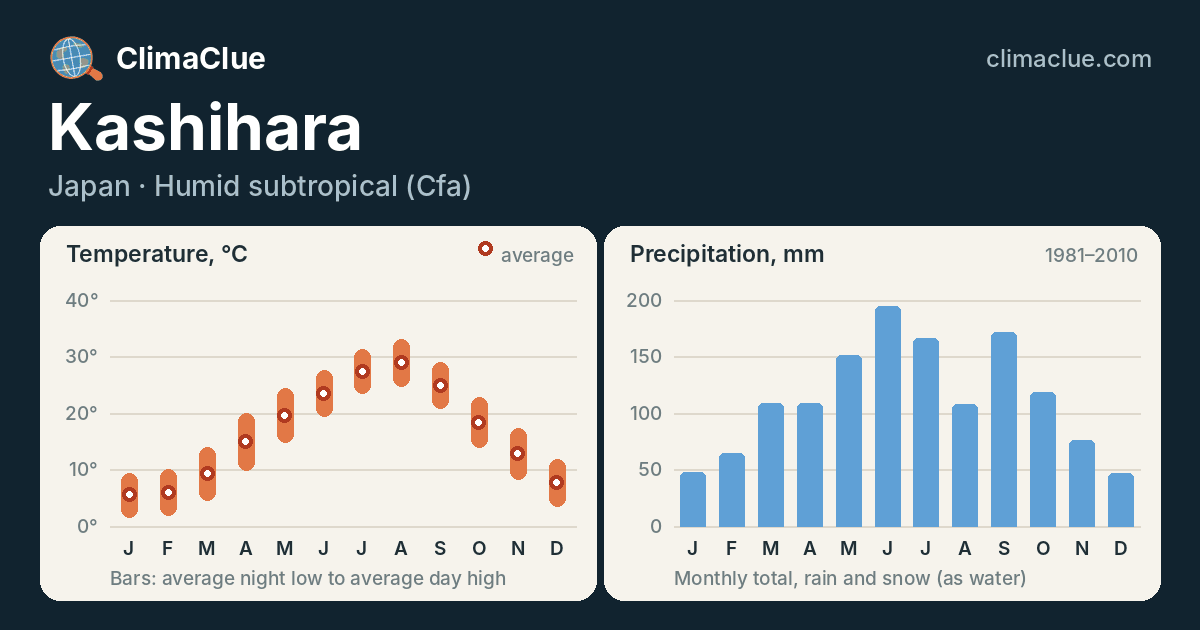 ClimaClue
climaclue.com
Kashihara
Japan · Humid subtropical (Cfa)
Temperature, °C
average
40°
30°
20°
10°
0°
J F M A M J J A S O N D
Bars: average night low to average day high
Precipitation, mm
1981–2010
200
150
100
50
0
J F M A M J J A S O N D
Monthly total, rain and snow (as water)